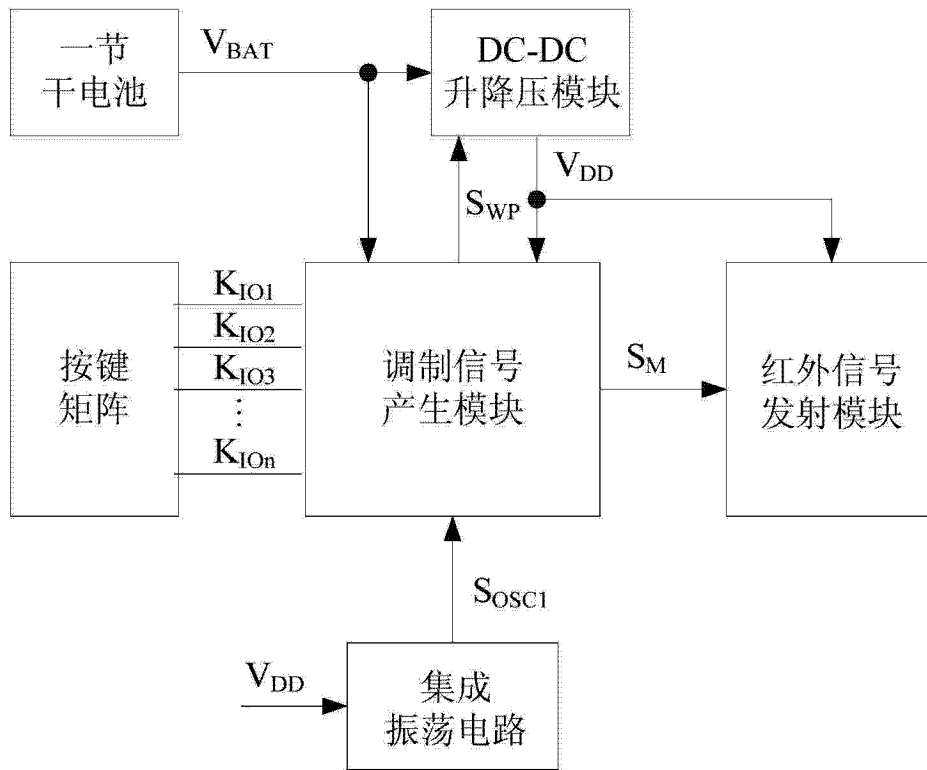 一节
干电池
V_BAT
DC-DC
升降压模块
V_DD
S_WP
按键
矩阵
K_IO1
K_IO2
K_IO3
⋮
K_IOn
调制信号
产生模块
S_M
红外信号
发射模块
S_OSC1
V_DD
集成
振荡电路